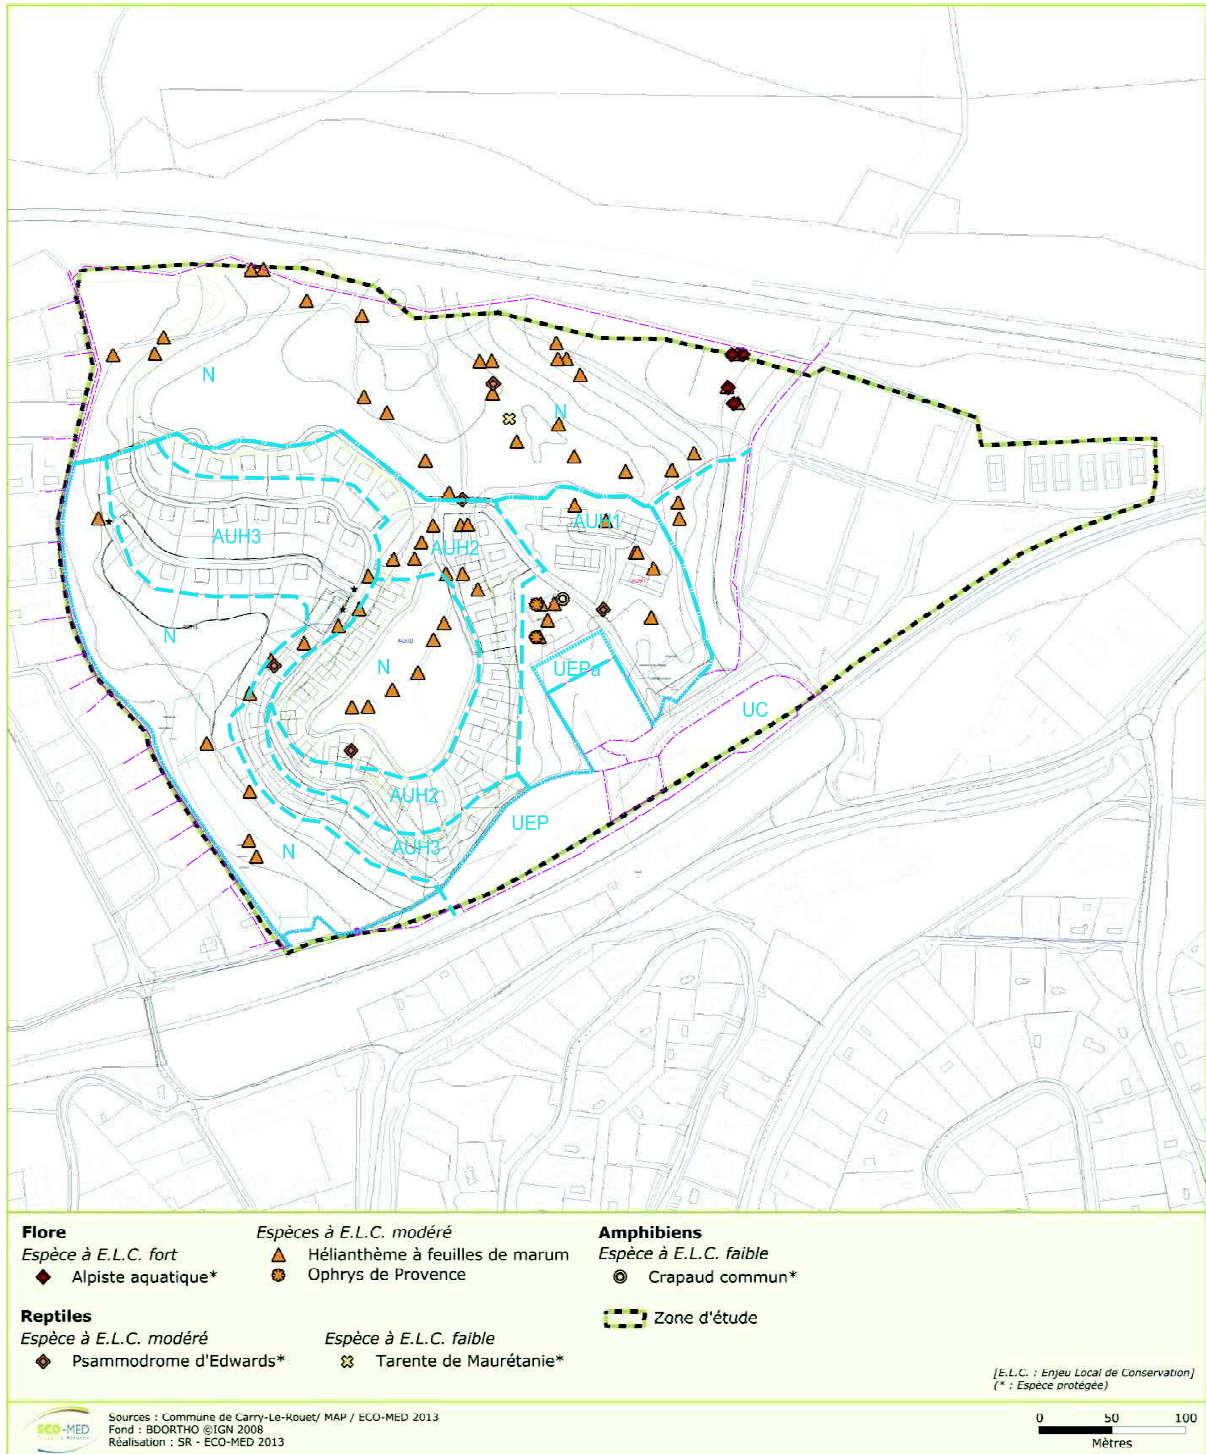 N
N
AUH3
AUH2
AUH1
N
N
AUH2
UEPa
UC
AUH2
UEP
AUH3
N
Flore
Espèce à E.L.C. fort
Alpiste aquatique*
Espèces à E.L.C. modéré
Hélianthème à feuilles de marum
Ophrys de Provence
Amphibiens
Espèce à E.L.C. faible
Crapaud commun*
Zone d'étude
Reptiles
Espèce à E.L.C. modéré
Psammodrome d'Edwards*
Espèce à E.L.C. faible
Tarente de Maurétanie*
[E.L.C. : Enjeu Local de Conservation]
(* : Espèce protégée)
ECO-MED
Sources : Commune de Carry-Le-Rouet/ MAP / ECO-MED 2013
Fond : BDORTHO ©IGN 2008
Réalisation : SR - ECO-MED 2013
0 50 100
Mètres